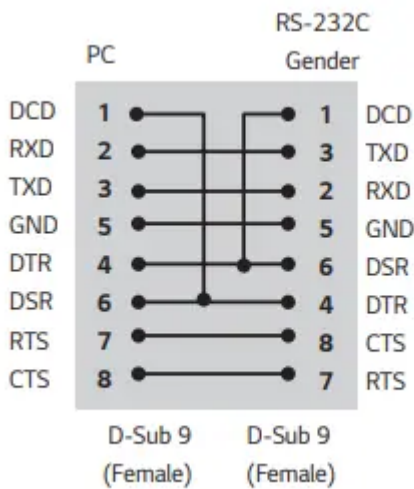 RS-232C
PC Gender
DCD 1 1 DCD
RXD 2 3 TXD
TXD 3 2 RXD
GND 5 5 GND
DTR 4 6 DSR
DSR 6 4 DTR
RTS 7 8 CTS
CTS 8 7 RTS
D-Sub 9 D-Sub 9
(Female) (Female)